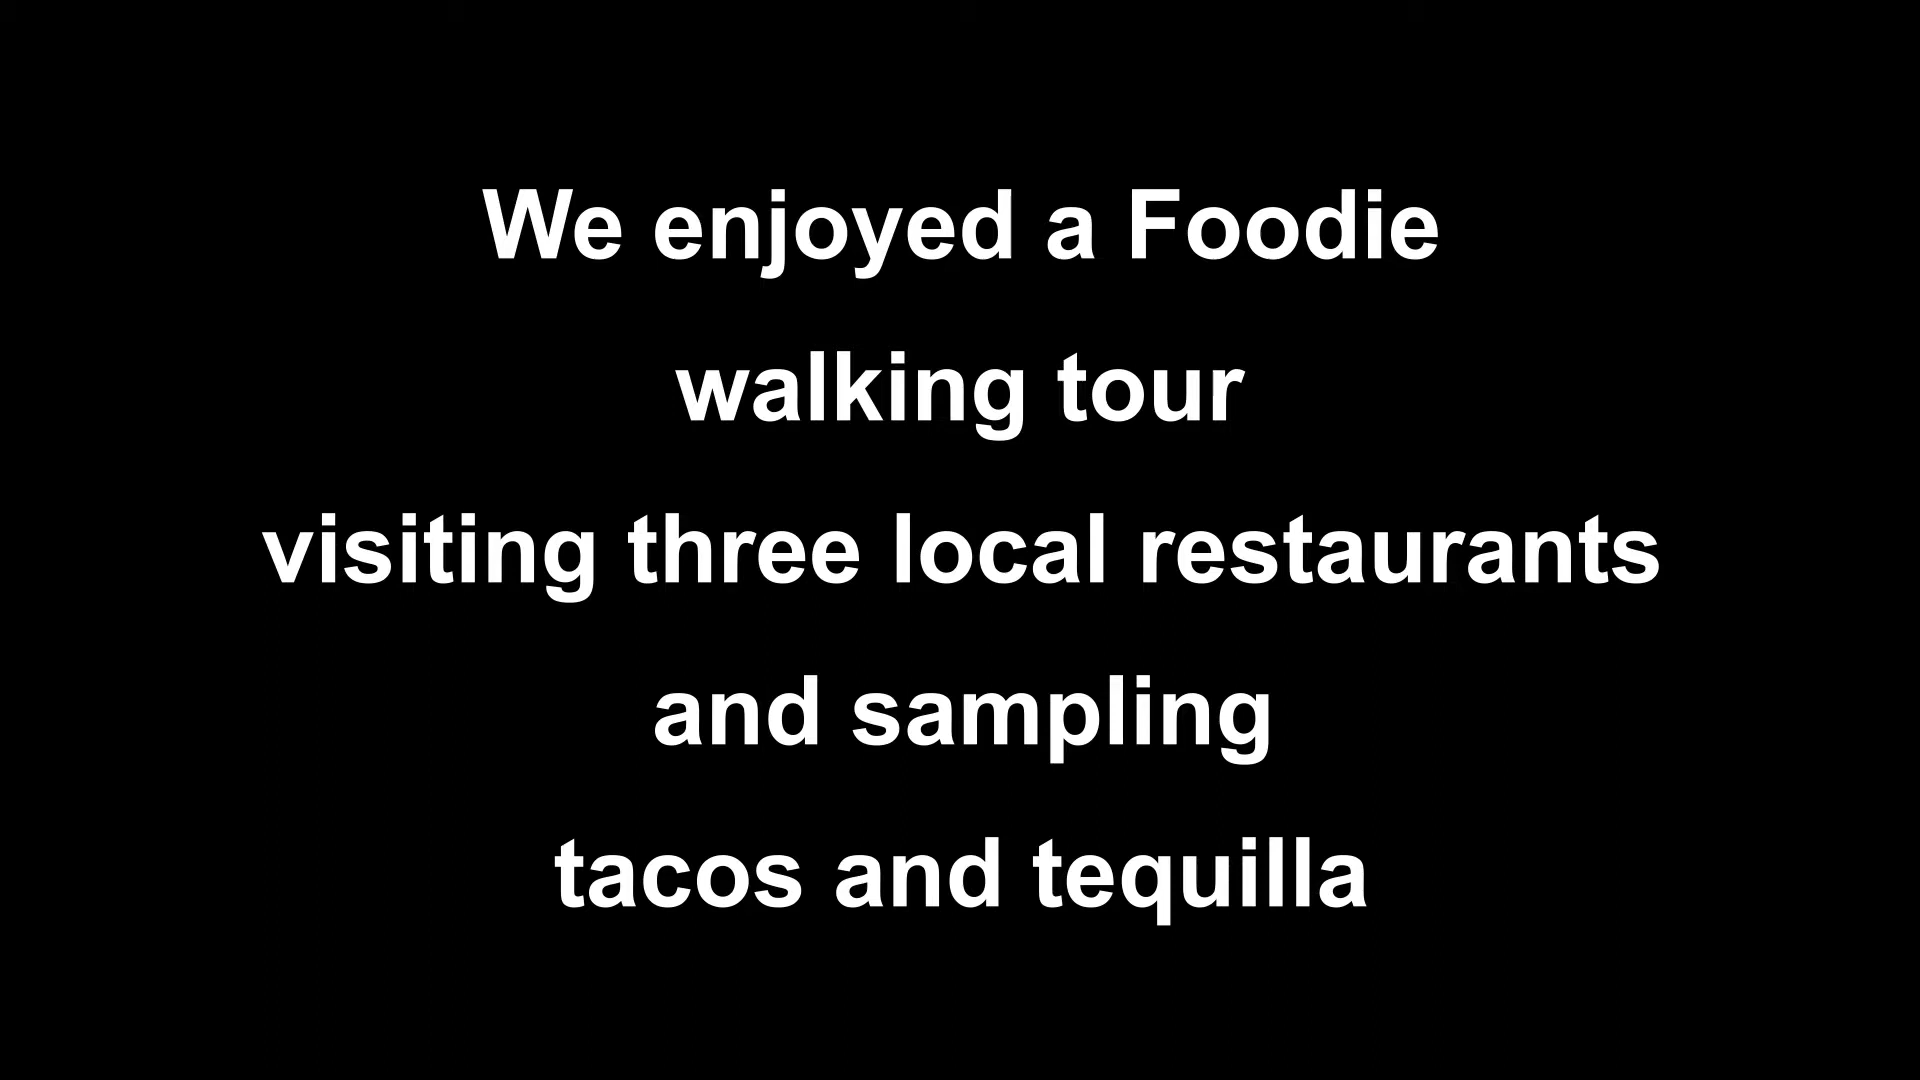 We enjoyed a Foodie
walking tour
visiting three local restaurants
and sampling
tacos and tequilla